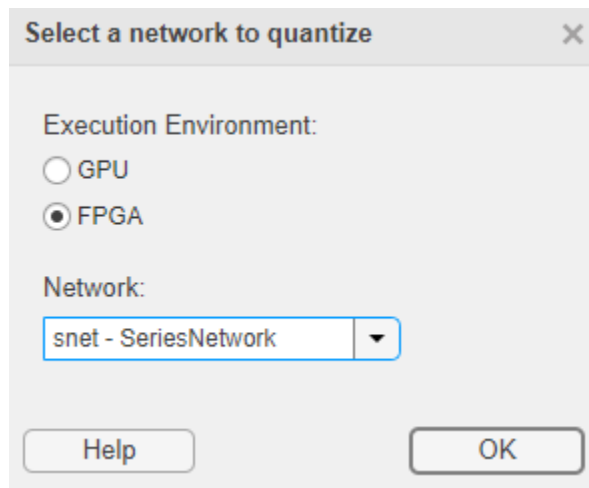 Select a network to quantize
Execution Environment:
GPU
FPGA
Network:
snet - SeriesNetwork
Help
OK